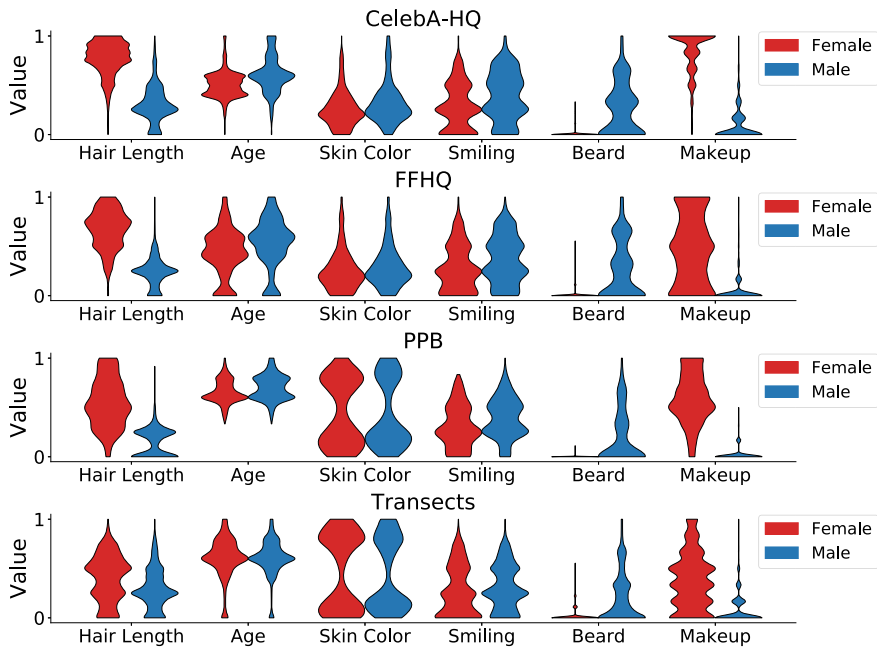 CelebA-HQ
Value
1
0
Hair Length Age Skin Color Smiling Beard Makeup
Female
Male
FFHQ
Value
1
0
Hair Length Age Skin Color Smiling Beard Makeup
Female
Male
PPB
Value
1
0
Hair Length Age Skin Color Smiling Beard Makeup
Female
Male
Transects
Value
1
0
Hair Length Age Skin Color Smiling Beard Makeup
Female
Male